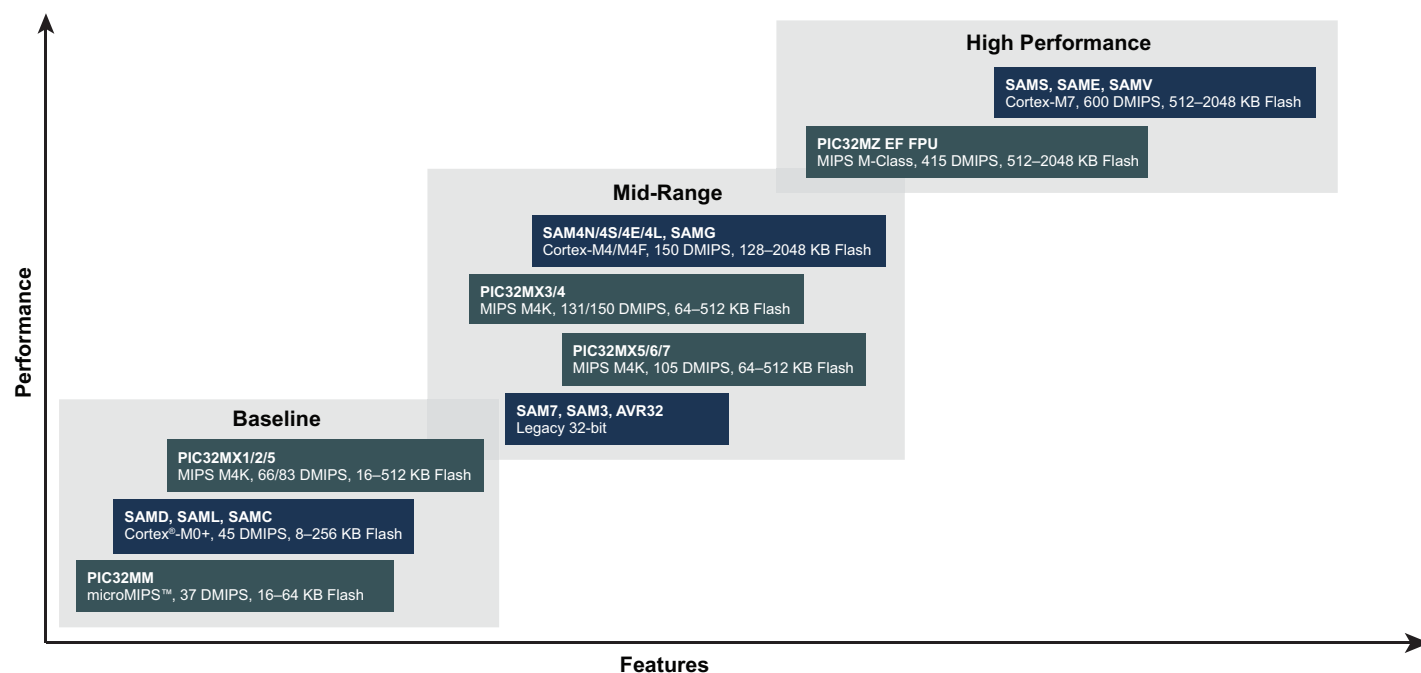 High Performance
SAMS, SAME, SAMV
Cortex-M7, 600 DMIPS, 512–2048 KB Flash
PIC32MZ EF FPU
MIPS M-Class, 415 DMIPS, 512–2048 KB Flash
Mid-Range
SAM4N/4S/4E/4L, SAMG
Cortex-M4/M4F, 150 DMIPS, 128–2048 KB Flash
PIC32MX3/4
MIPS M4K, 131/150 DMIPS, 64–512 KB Flash
PIC32MX5/6/7
MIPS M4K, 105 DMIPS, 64–512 KB Flash
SAM7, SAM3, AVR32
Legacy 32-bit
Baseline
PIC32MX1/2/5
MIPS M4K, 66/83 DMIPS, 16–512 KB Flash
SAMD, SAML, SAMC
Cortex®-M0+, 45 DMIPS, 8–256 KB Flash
PIC32MM
microMIPS™, 37 DMIPS, 16–64 KB Flash
Performance
Features